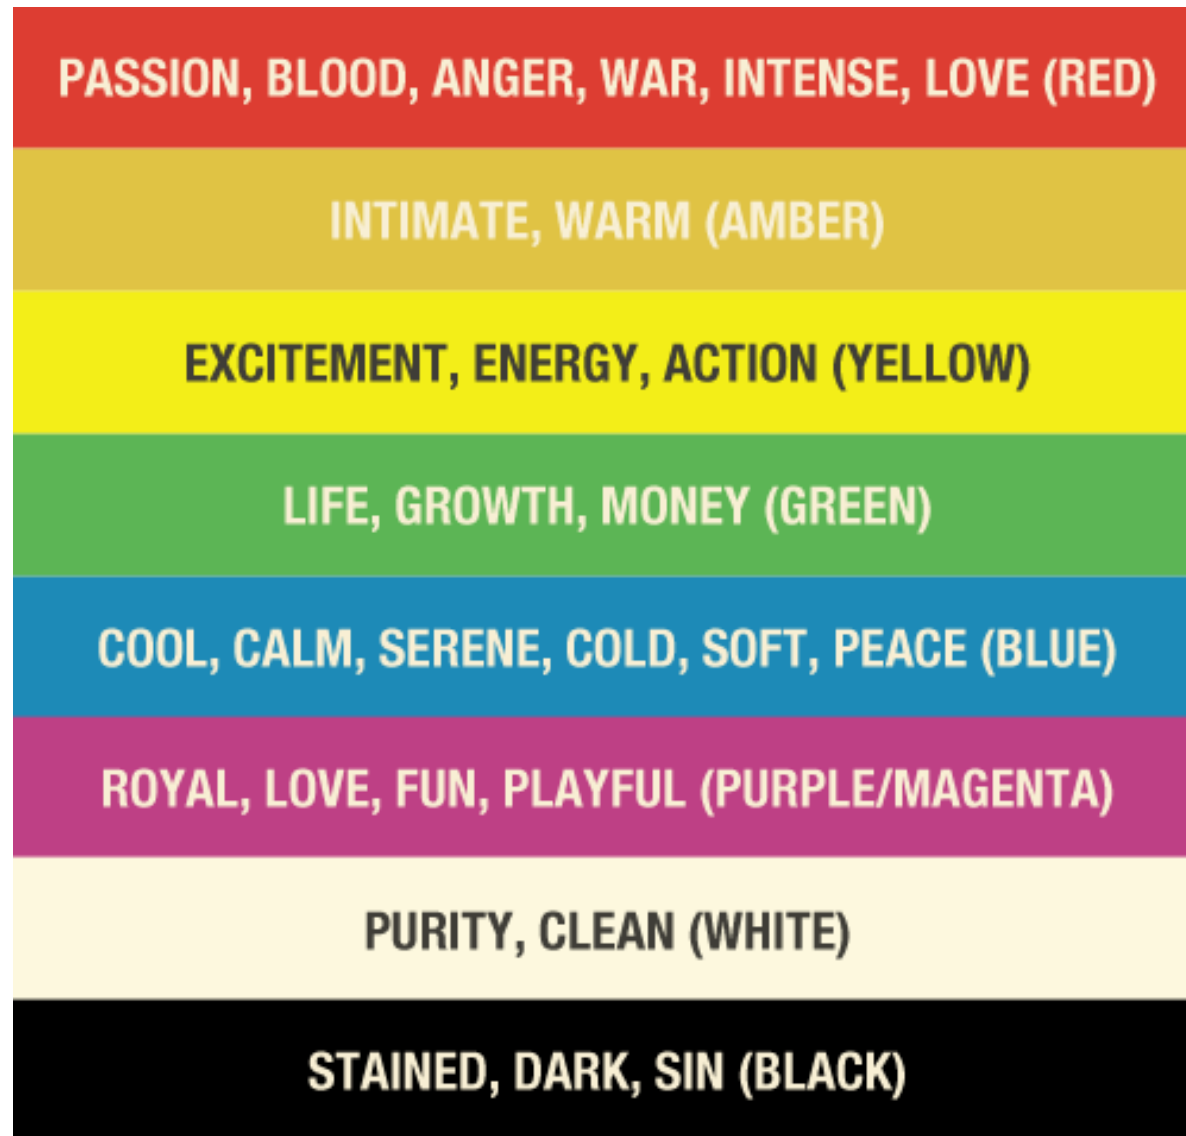 PASSION, BLOOD, ANGER, WAR, INTENSE, LOVE (RED)
INTIMATE, WARM (AMBER)
EXCITEMENT, ENERGY, ACTION (YELLOW)
LIFE, GROWTH, MONEY (GREEN)
COOL, CALM, SERENE, COLD, SOFT, PEACE (BLUE)
ROYAL, LOVE, FUN, PLAYFUL (PURPLE/MAGENTA)
PURITY, CLEAN (WHITE)
STAINED, DARK, SIN (BLACK)